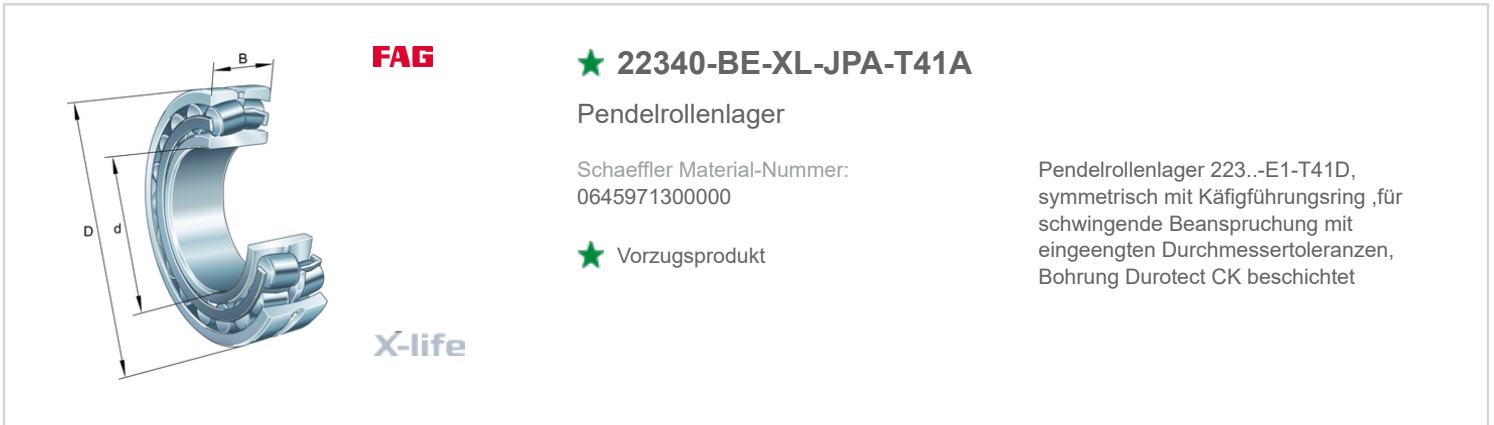 B
D
d
FAG
X-life
22340-BE-XL-JPA-T41A
Pendelrollenlager
Schaeffler Material-Nummer:
0645971300000
Vorzugsprodukt
Pendelrollenlager 223..-E1-T41D,
symmetrisch mit Käfigführungsring ,für
schwingende Beanspruchung mit
eingeengten Durchmessertoleranzen,
Bohrung Durotect CK beschichtet